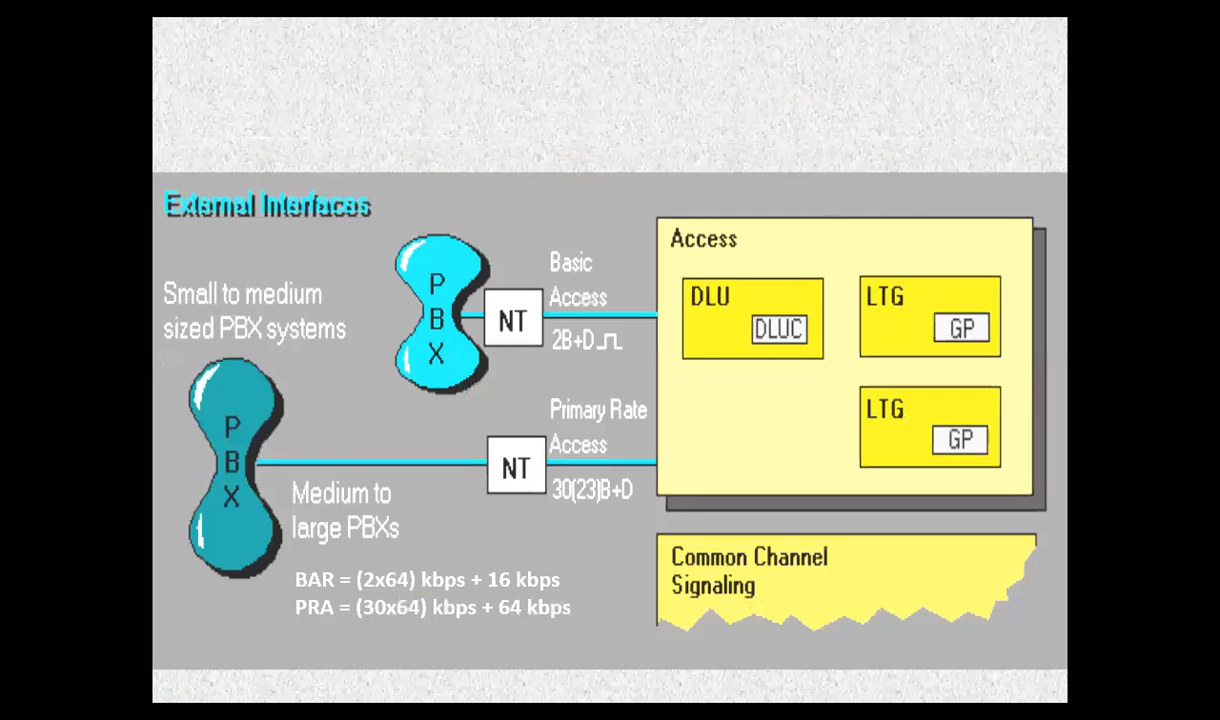 External Interfaces
Small to medium
sized PBX systems
P
B
X
NT
Basic
Access
2B+D
P
B
X
Medium to
large PBXs
NT
Primary Rate
Access
30(23)B+D
BAR = (2x64) kbps + 16 kbps
PRA = (30x64) kbps + 64 kbps
Access
DLU
DLUC
LTG
GP
LTG
GP
Common Channel
Signaling